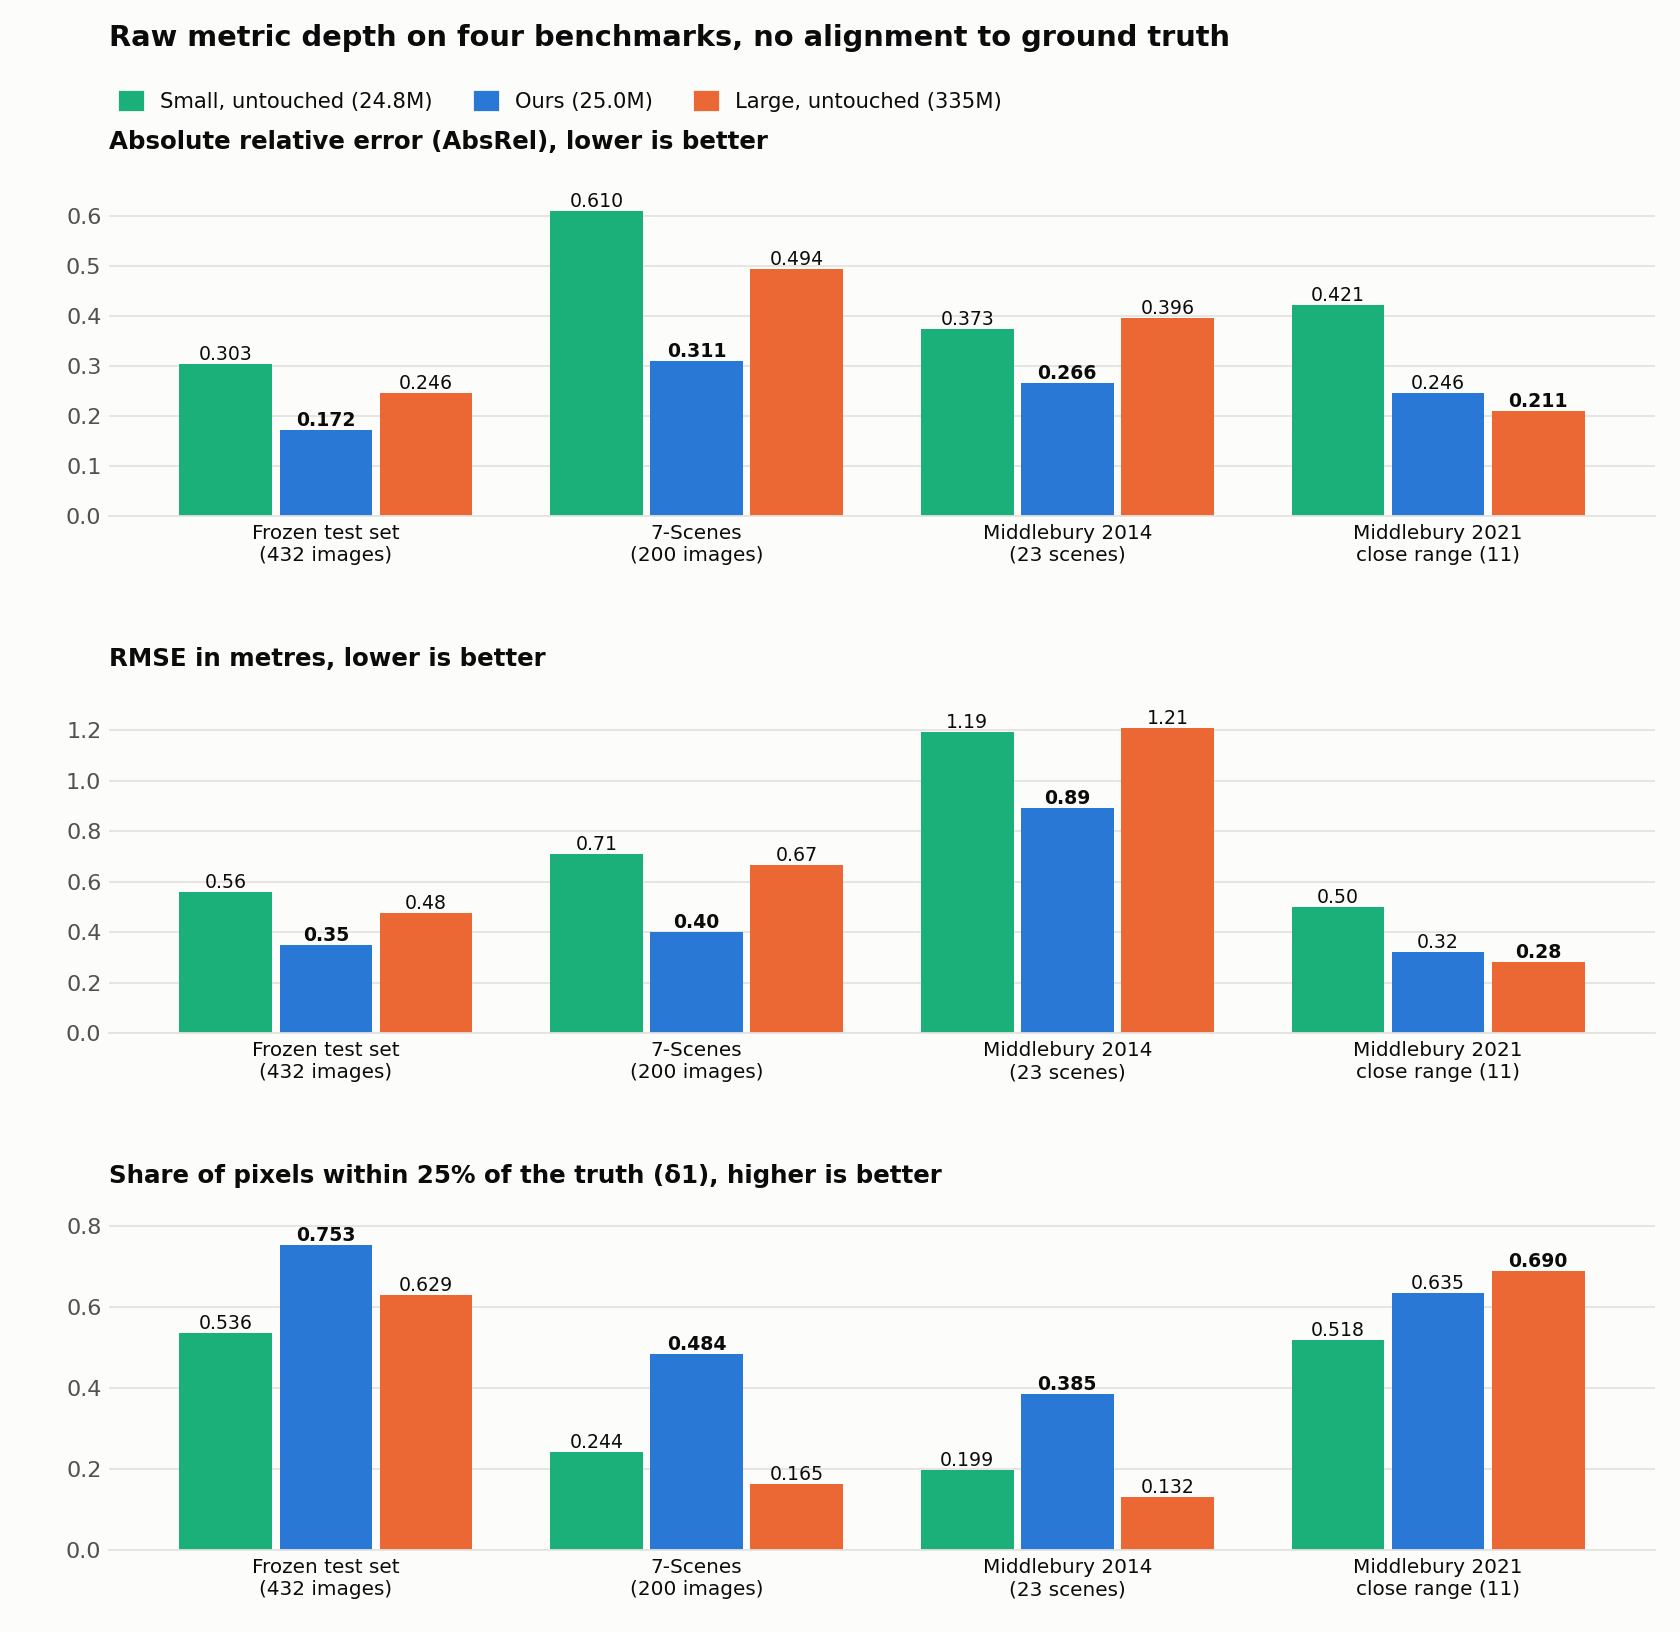 Raw metric depth on four benchmarks, no alignment to ground truth
Small, untouched (24.8M) Ours (25.0M) Large, untouched (335M)
Absolute relative error (AbsRel), lower is better
0.6
0.5
0.4
0.3
0.2
0.1
0.0
0.303
0.172
0.246
0.610
0.311
0.494
0.373
0.266
0.396
0.421
0.246
0.211
Frozen test set
(432 images)
7-Scenes
(200 images)
Middlebury 2014
(23 scenes)
Middlebury 2021
close range (11)
RMSE in metres, lower is better
1.2
1.0
0.8
0.6
0.4
0.2
0.0
0.56
0.35
0.48
0.71
0.40
0.67
1.19
0.89
1.21
0.50
0.32
0.28
Frozen test set
(432 images)
7-Scenes
(200 images)
Middlebury 2014
(23 scenes)
Middlebury 2021
close range (11)
Share of pixels within 25% of the truth (δ1), higher is better
0.8
0.6
0.4
0.2
0.0
0.536
0.753
0.629
0.244
0.484
0.165
0.199
0.385
0.132
0.518
0.635
0.690
Frozen test set
(432 images)
7-Scenes
(200 images)
Middlebury 2014
(23 scenes)
Middlebury 2021
close range (11)